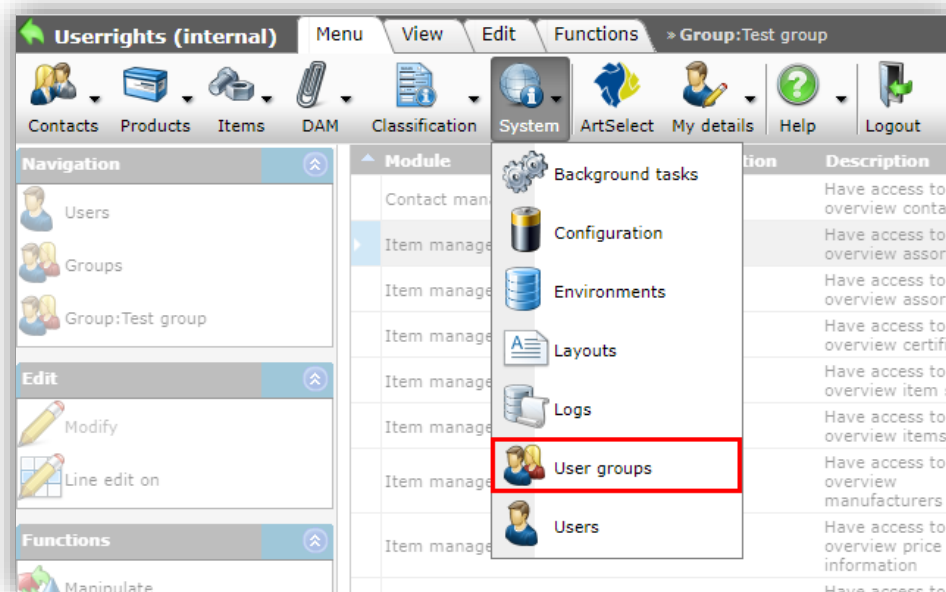 Userrights (internal) Menu View Edit Functions » Group:Test group
Contacts Products Items DAM Classification System ArtSelect My details Help Logout
Navigation
Users
Groups
Group:Test group
Edit
Modify
Line edit on
Functions
Manipulate
Background tasks
Configuration
Environments
Layouts
Logs
User groups
Users
Module tion Description
Contact man
Have access to
overview conta
Item manage
Have access to
overview assor
Item manage
Have access to
overview assor
Item manage
Have access to
overview certifi
Item manage
Have access to
overview item
Item manage
Have access to
overview items
Item manage
Have access to
overview
manufacturers
Item manage
Have access to
overview price
information
Have access to